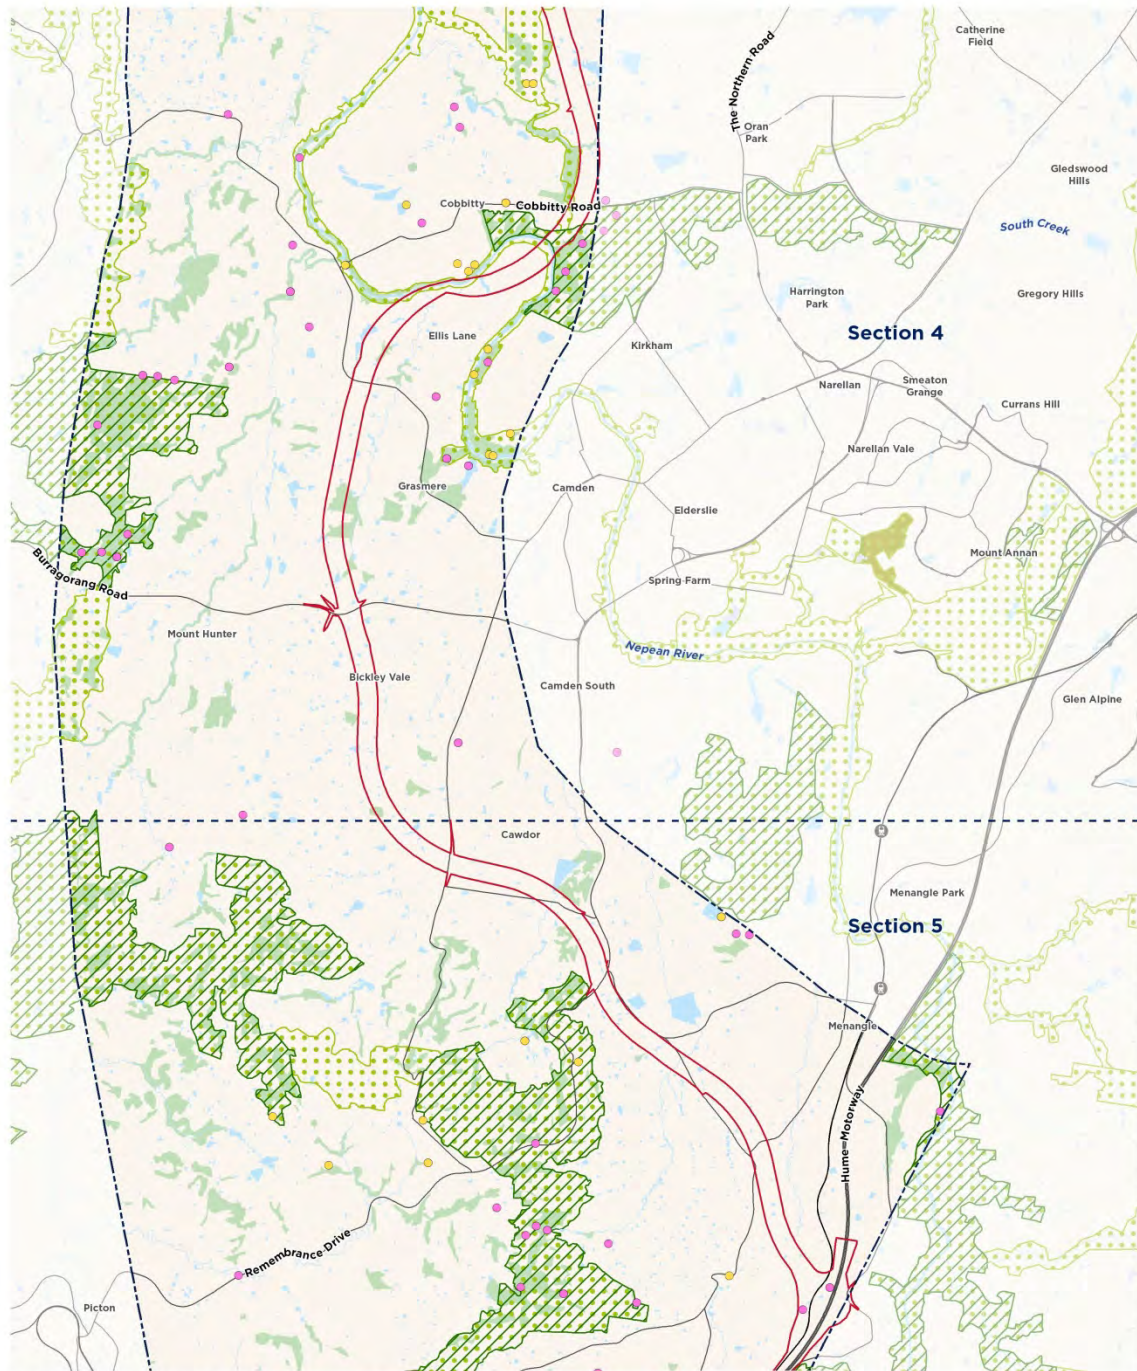 Catherine
Field
The Northern Road
Oran
Park
Gledswood
Hills
Cobbitty
Cobbitty Road
South Creek
Harrington
Park
Gregory Hills
Ellis Lane
Kirkham
Section 4
Narellan
Smeaton
Grange
Currans Hill
Narellan Vale
Grasmere
Camden
Elderslie
Mount Annan
Burragorang Road
Spring Farm
Mount Hunter
Nepean River
Bickley Vale
Camden South
Glen Alpine
Cawdor
Menangle Park
Section 5
Menangle
Hume Motorway
Remembrance Drive
Picton